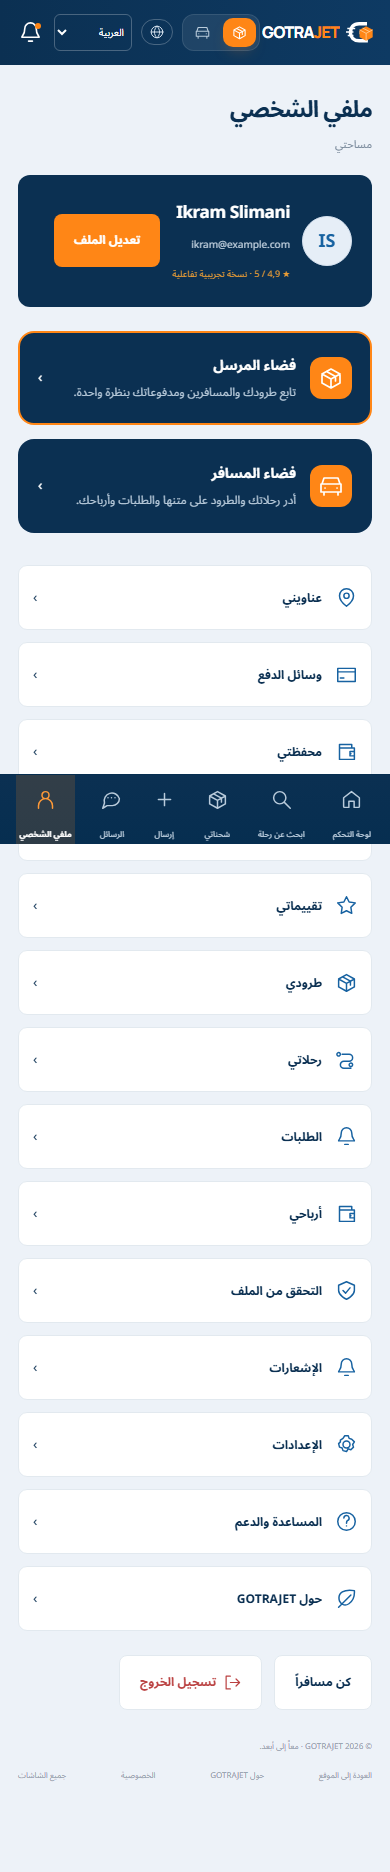 GOTRAJET
العربية
ملفي الشخصي
مساحتي
IS
Ikram Slimani
ikram@example.com
★ 4,9 / 5 · نسخة تجريبية تفاعلية
تعديل الملف
فضاء المرسل
تابع طرودك والمسافرين ومدفوعاتك بنظرة واحدة.
فضاء المسافر
أدر رحلاتك والطرود على متنها والطلبات وأرباحك.
عناويني
وسائل الدفع
محفظتي
لوحة التحكم
ابحث عن رحلة
شحناتي
إرسال
الرسائل
ملفي الشخصي
تقييماتي
طرودي
رحلاتي
الطلبات
أرباحي
التحقق من الملف
الإشعارات
الإعدادات
المساعدة والدعم
حول GOTRAJET
كن مسافراً
تسجيل الخروج
© 2026 GOTRAJET · معاً إلى أبعد.
العودة إلى الموقع
حول GOTRAJET
الخصوصية
جميع الشاشات